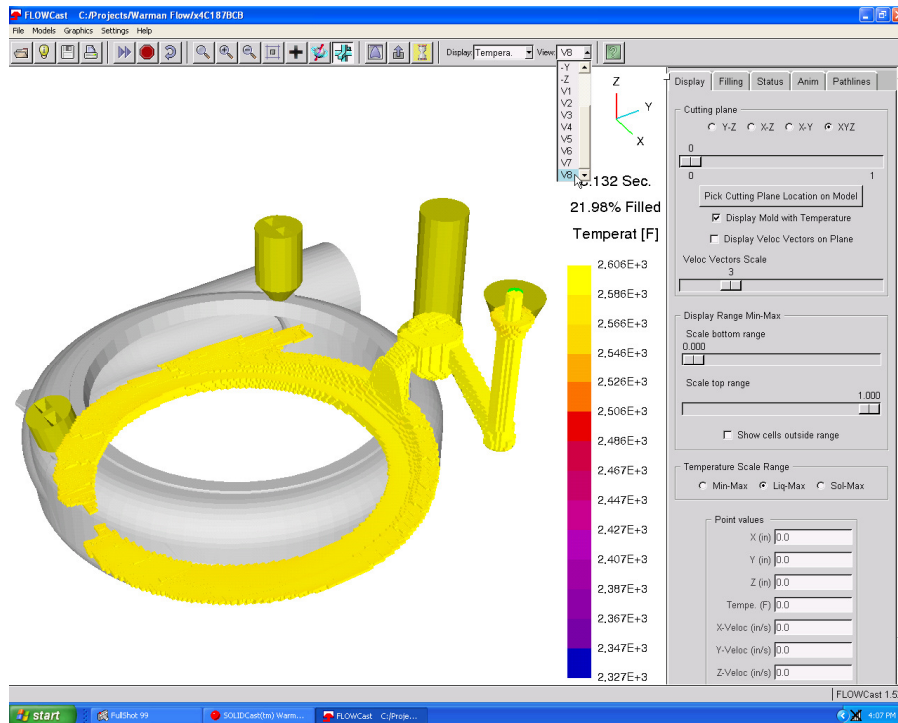 FLOWCast C:/Projects/Warman Flow/x4C187BCB
File Models Graphics Settings Help
Display: Tempera. View: V8
-Y
-Z
V1
V2
V3
V4
V5
V6
V7
V8
Z
Y
X
.132 Sec.
21.98% Filled
Temperat [F]
2.606E+3
2.586E+3
2.566E+3
2.546E+3
2.526E+3
2.506E+3
2.486E+3
2.467E+3
2.447E+3
2.427E+3
2.407E+3
2.387E+3
2.367E+3
2.347E+3
2.327E+3
Display Filling Status Anim Pathlines
Cutting plane
Y-Z X-Z X-Y XYZ
0
0 1
Pick Cutting Plane Location on Model
Display Mold with Temperature
Display Veloc Vectors on Plane
Veloc Vectors Scale
3
Display Range Min-Max
Scale bottom range
0.000
Scale top range
1.000
Show cells outside range
Temperature Scale Range
Min-Max Liq-Max Sol-Max
Point values
X (in) 0.0
Y (in) 0.0
Z (in) 0.0
Tempe. (F) 0.0
X-Veloc (in/s) 0.0
Y-Veloc (in/s) 0.0
Z-Veloc (in/s) 0.0
FLOWCast 1.5
start FullShot 99 SOLIDCast(tm) Warm... FLOWCast C:/Proje... 4:07 PM